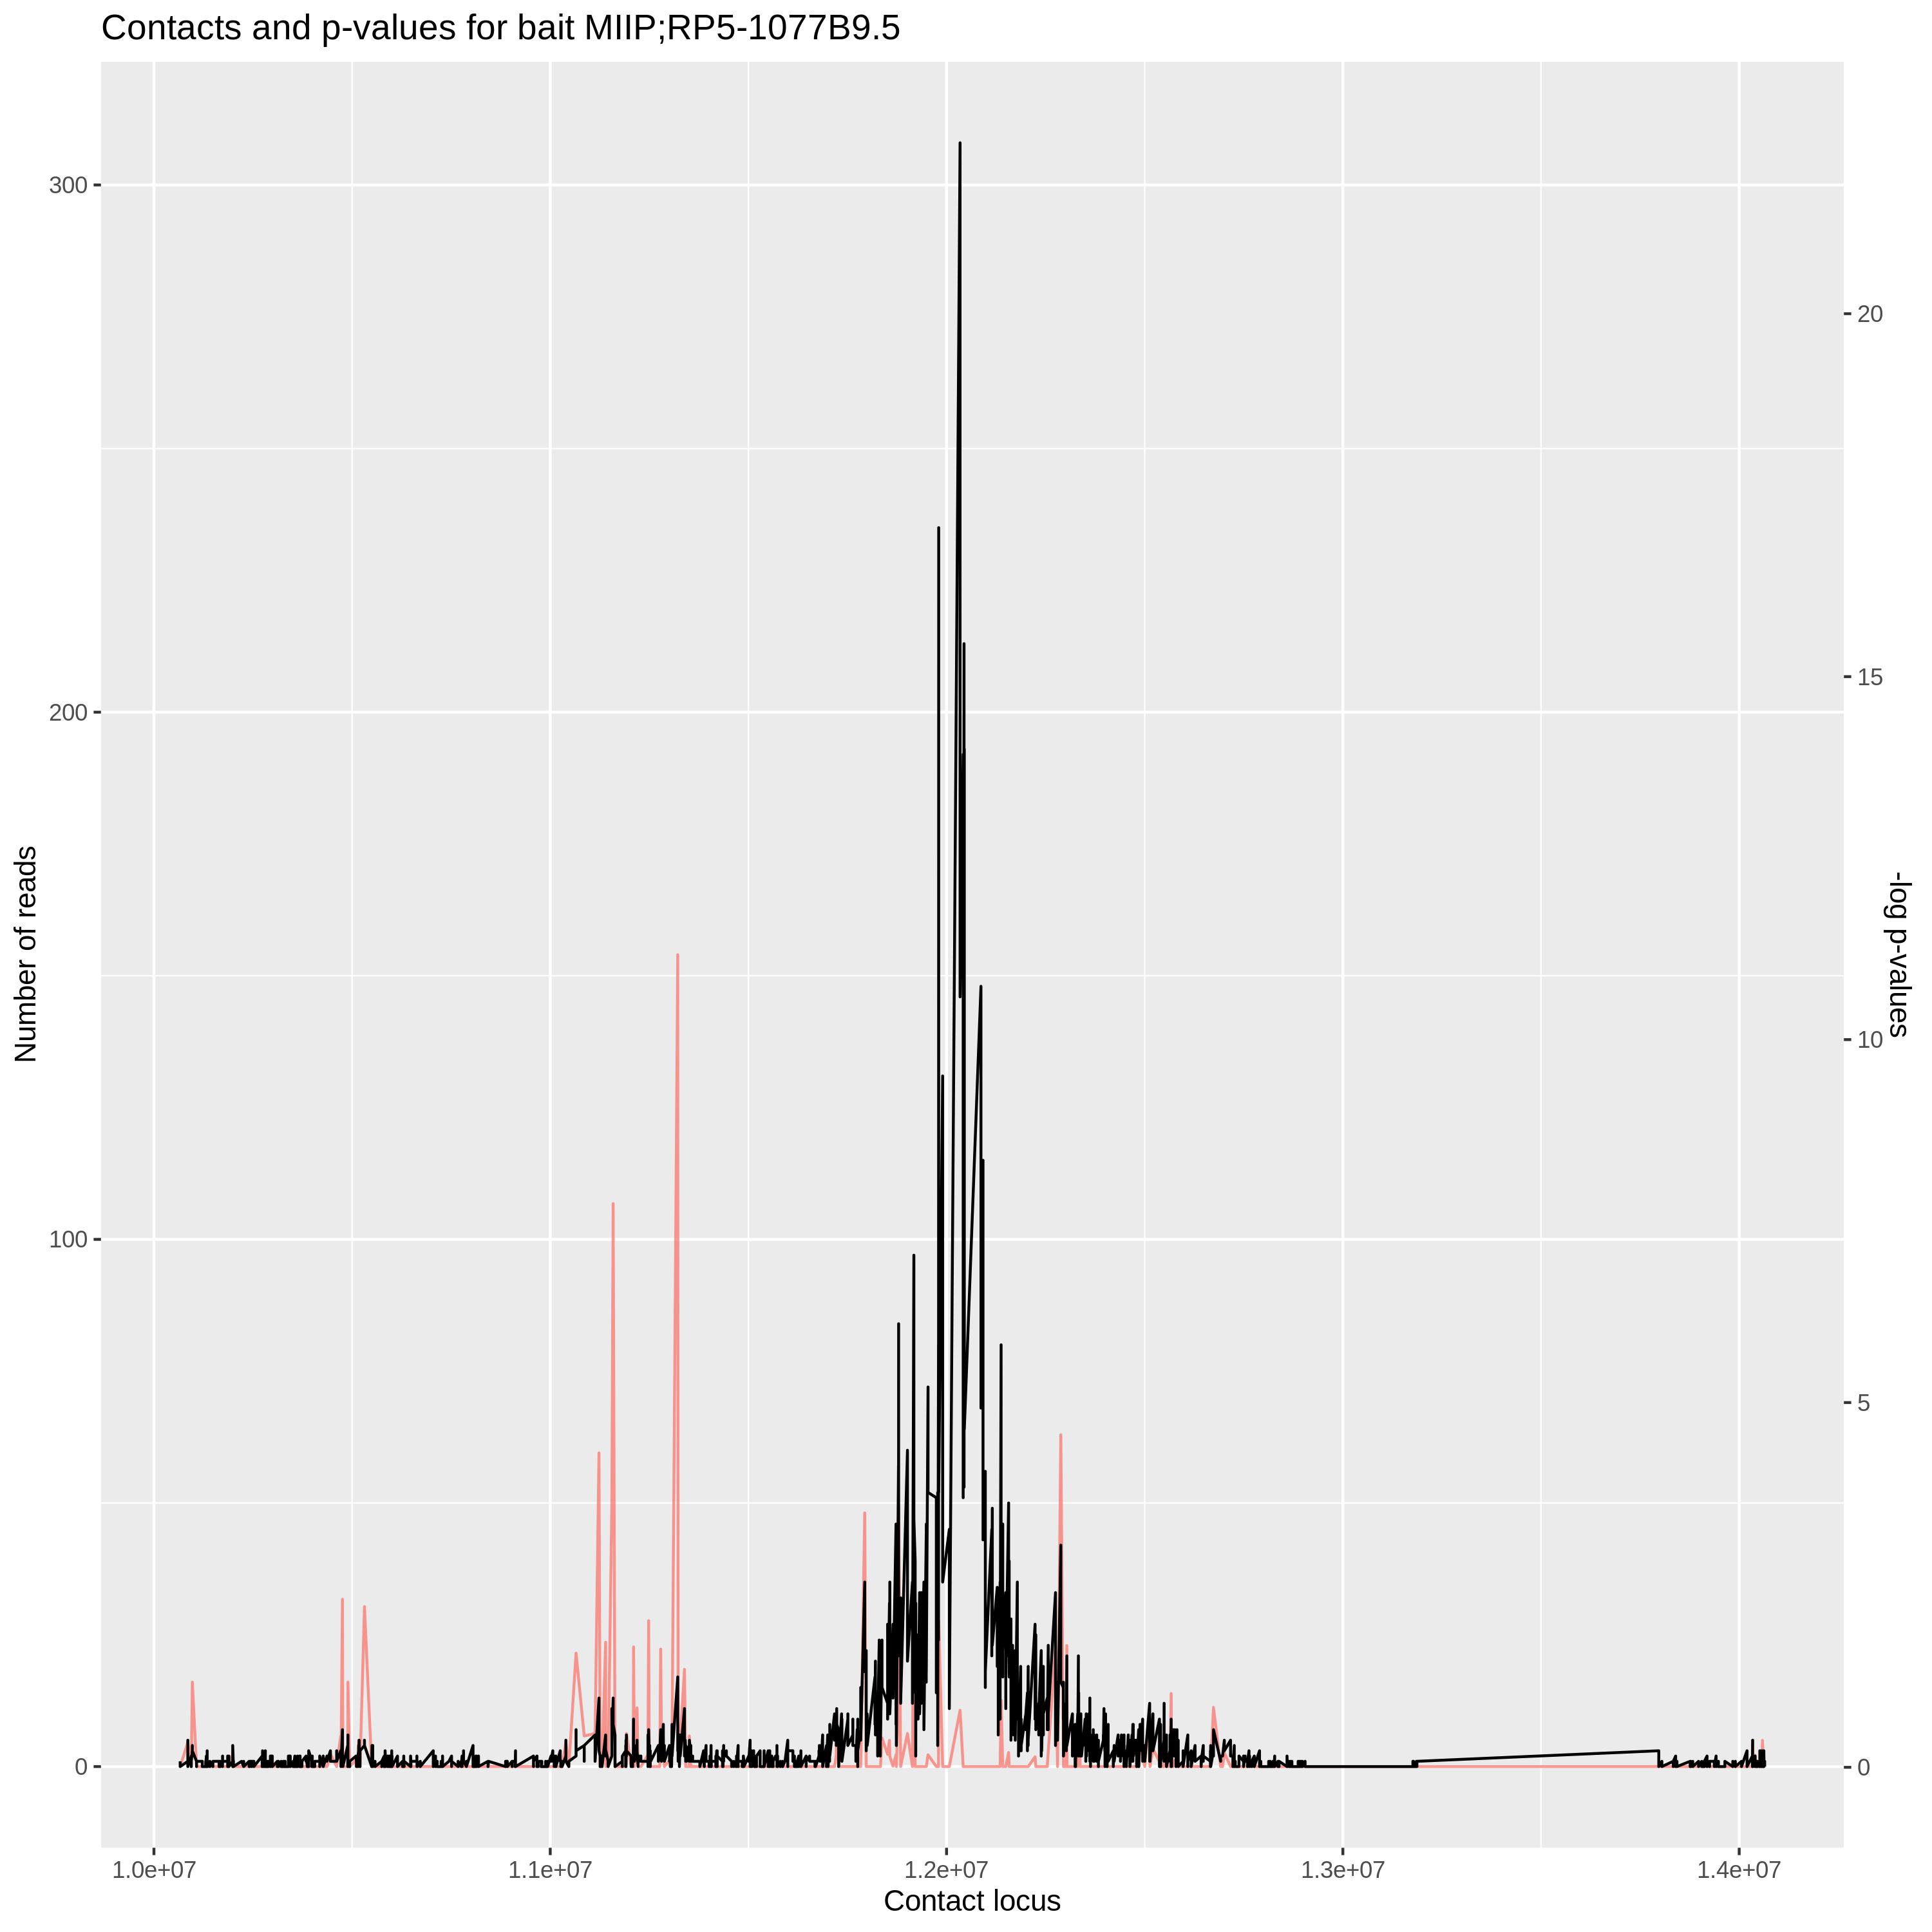 Contacts and p-values for bait MIIP;RP5-1077B9.5
300
200
100
0
Number of reads
20
15
10
5
0
-log p-values
1.0e+07
1.1e+07
1.2e+07
1.3e+07
1.4e+07
Contact locus